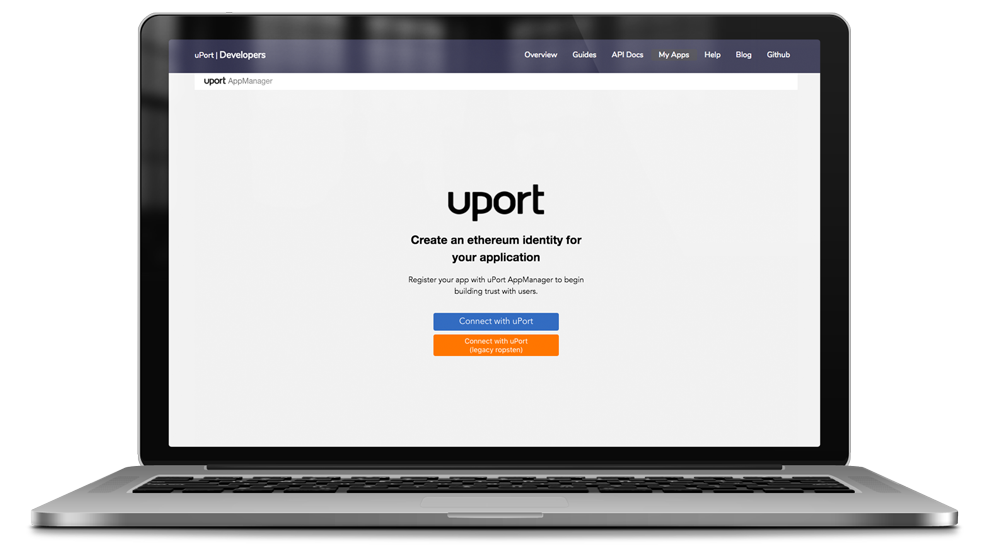 uPort | Developers
Overview Guides API Docs My Apps Help Blog Github
uport AppManager
uport
Create an ethereum identity for
your application
Register your app with uPort AppManager to begin
building trust with users.
Connect with uPort
Connect with uPort
(legacy ropsten)